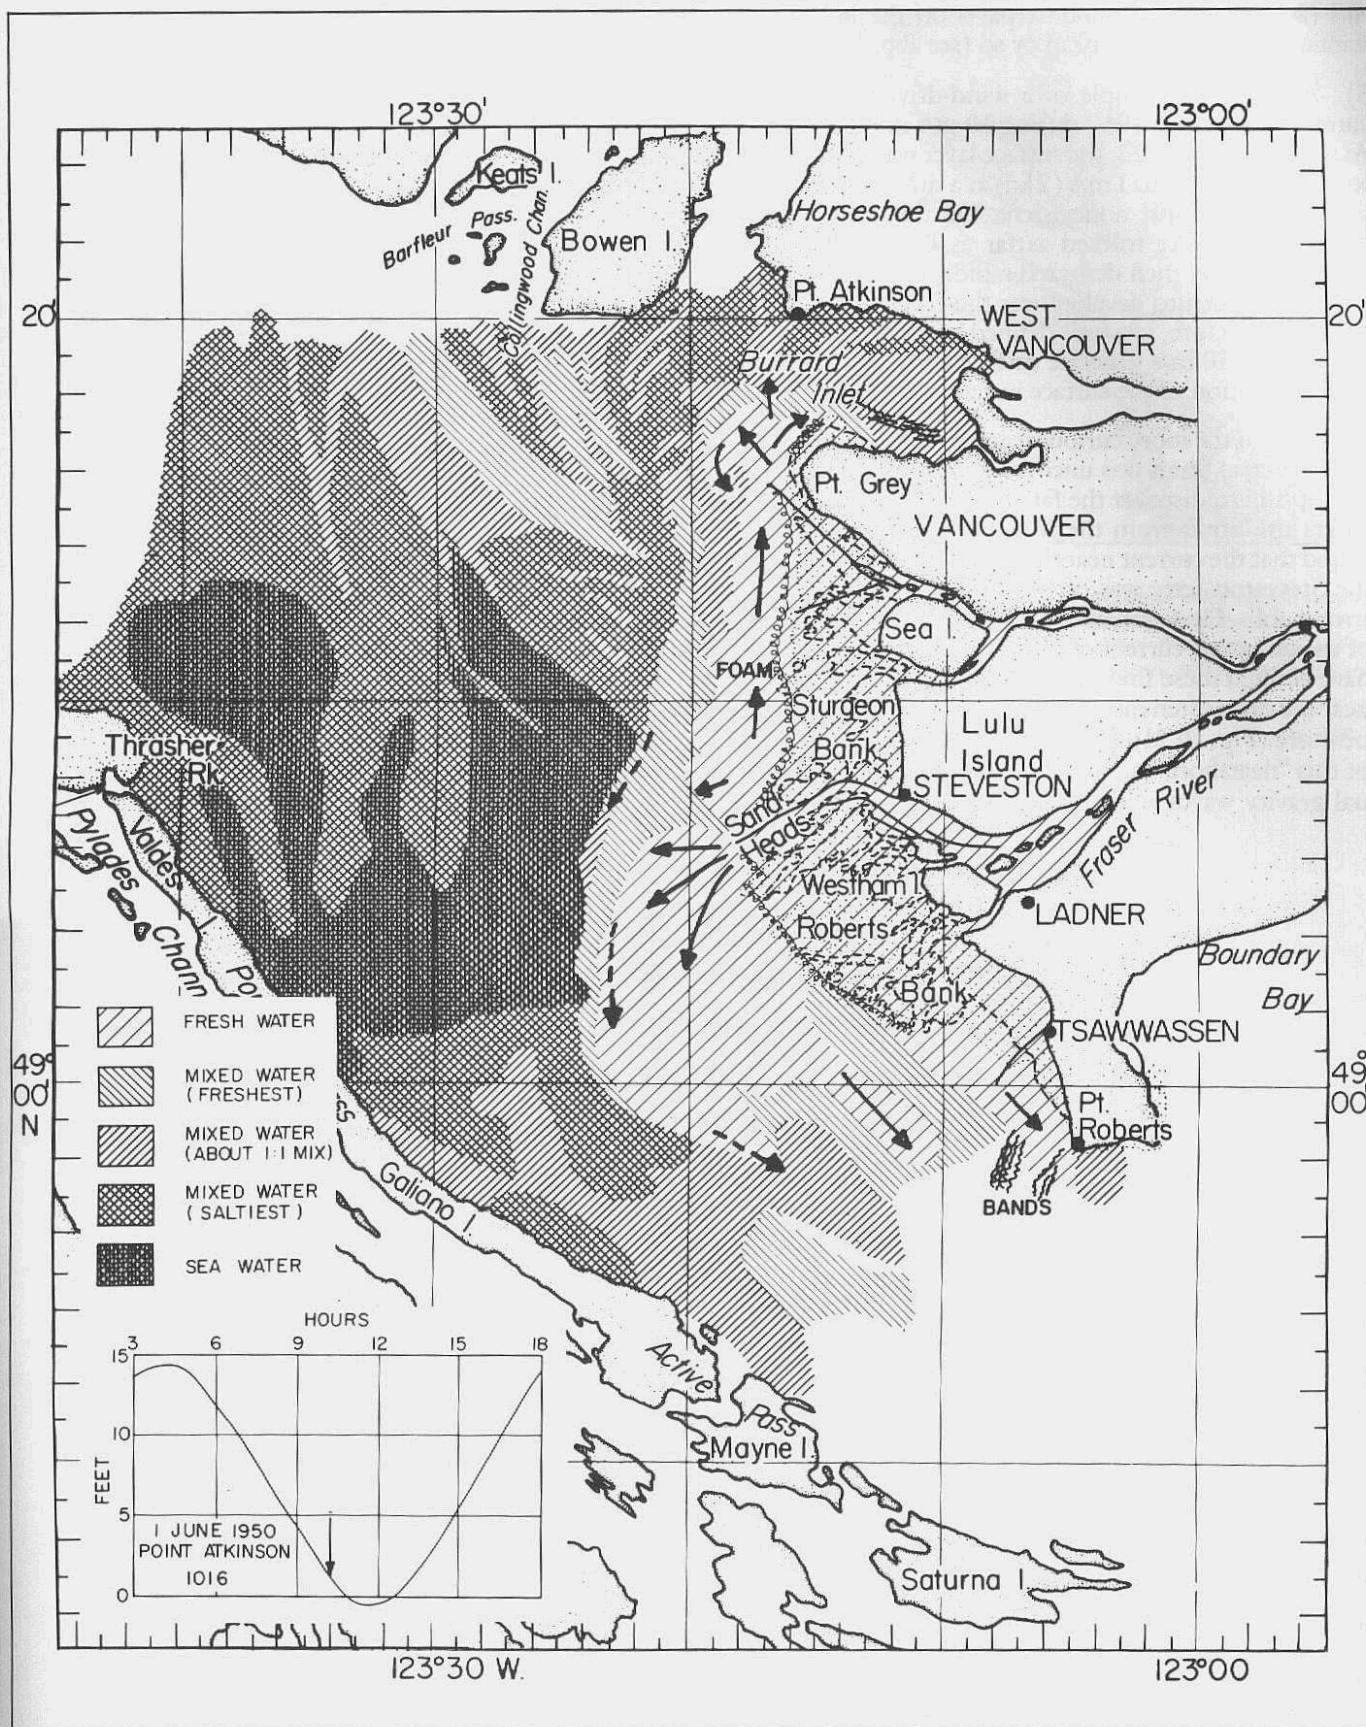 123°30'
123°00'
Keats I.
Pass.
Barfleur
Collingwood Chan.
Bowen I.
Horseshoe Bay
Pt. Atkinson
20'
20'
WEST
VANCOUVER
Burrard
Inlet
Pt. Grey
VANCOUVER
Sea I.
FOAM
Sturgeon
Bank
Lulu
Island
STEVESTON
Thrasher
Rk.
Sand
Heads
Fraser River
Pylades Chann
Valdes
Por
Westham I.
LADNER
Roberts
Bank
Boundary
Bay
TSAWWASSEN
49°
00'
N
49°
00'
Pt.
Roberts
BANDS
FRESH WATER
MIXED WATER
(FRESHEST)
MIXED WATER
(ABOUT 1:1 MIX)
MIXED WATER
(SALTIEST)
SEA WATER
Galiano I.
Active
Pass
Mayne I.
Saturna I.
HOURS
3 6 9 12 15 18
15
10
5
0
FEET
1 JUNE 1950
POINT ATKINSON
1016
123°30 W.
123°00